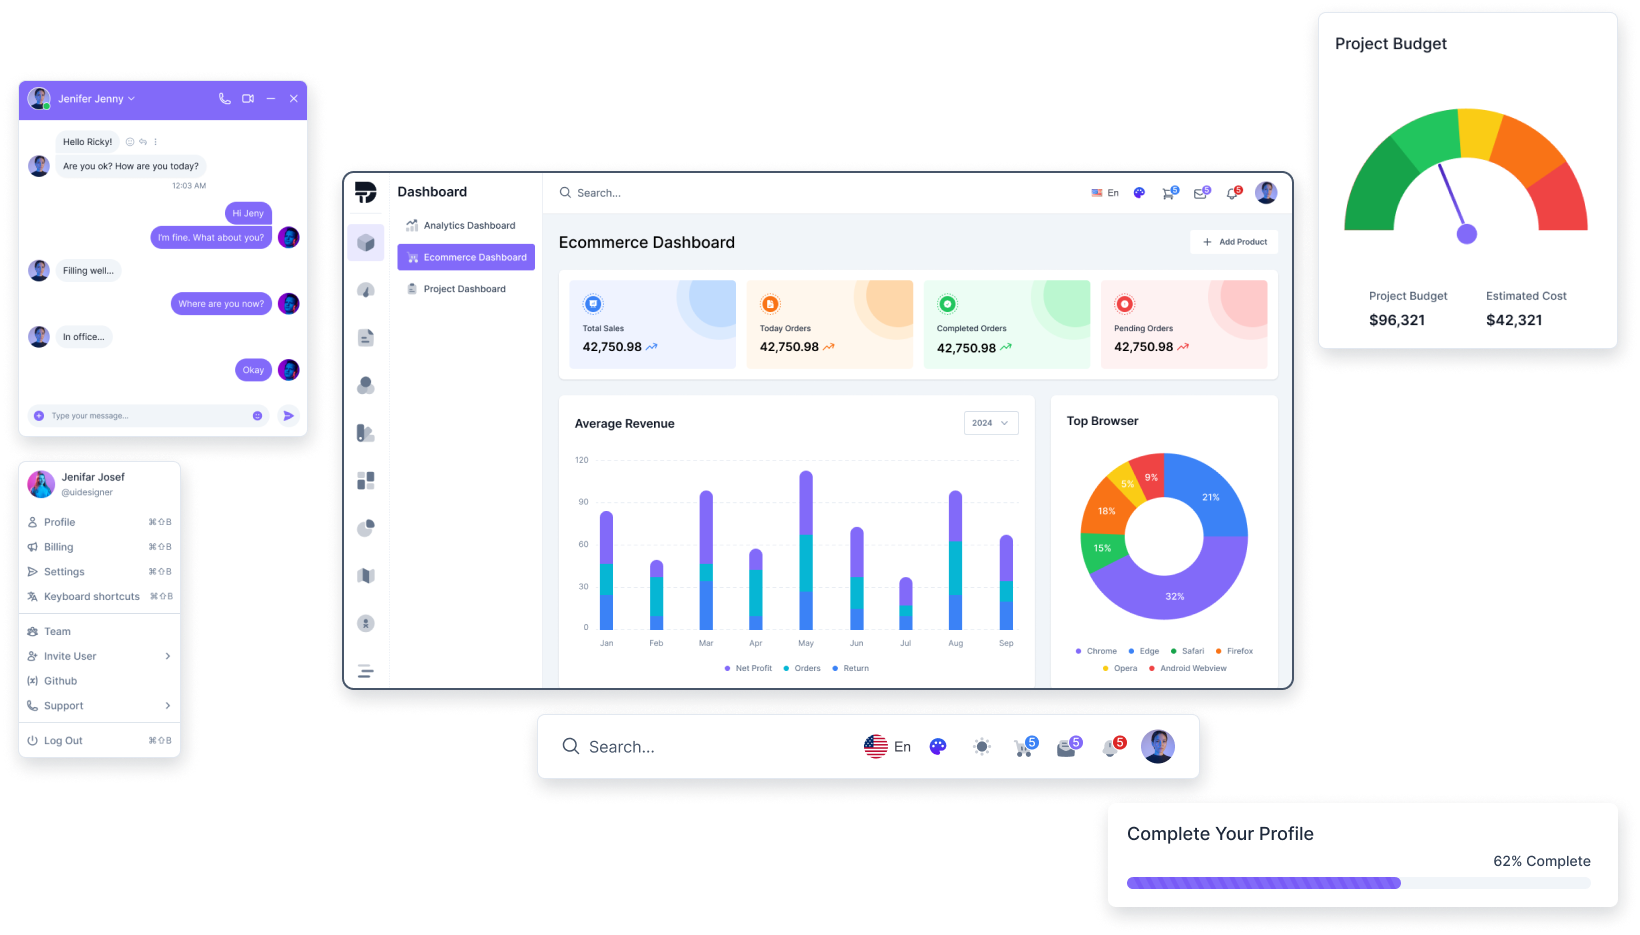 Jenifer Jenny
Hello Ricky!
Are you ok? How are you today?
12:03 AM
Hi Jeny
I'm fine. What about you?
Filling well...
Where are you now?
In office...
Okay
Type your message...
Jenifar Josef
@uidesigner
Profile ⌘⇧B
Billing ⌘⇧B
Settings ⌘⇧B
Keyboard shortcuts ⌘⇧B
Team
Invite User
Github
Support
Log Out ⌘⇧B
Dashboard
Analytics Dashboard
Ecommerce Dashboard
Project Dashboard
Search...
En
5
5
5
Ecommerce Dashboard
+ Add Product
Total Sales
42,750.98
Today Orders
42,750.98
Completed Orders
42,750.98
Pending Orders
42,750.98
Average Revenue
2024
120
90
60
30
0
Jan Feb Mar Apr May Jun Jul Aug Sep
Net Profit Orders Return
Top Browser
9%
5%
21%
18%
15%
32%
Chrome Edge Safari Firefox
Opera Android Webview
Search...
En
5
5
5
Project Budget
Project Budget Estimated Cost
$96,321 $42,321
Complete Your Profile
62% Complete